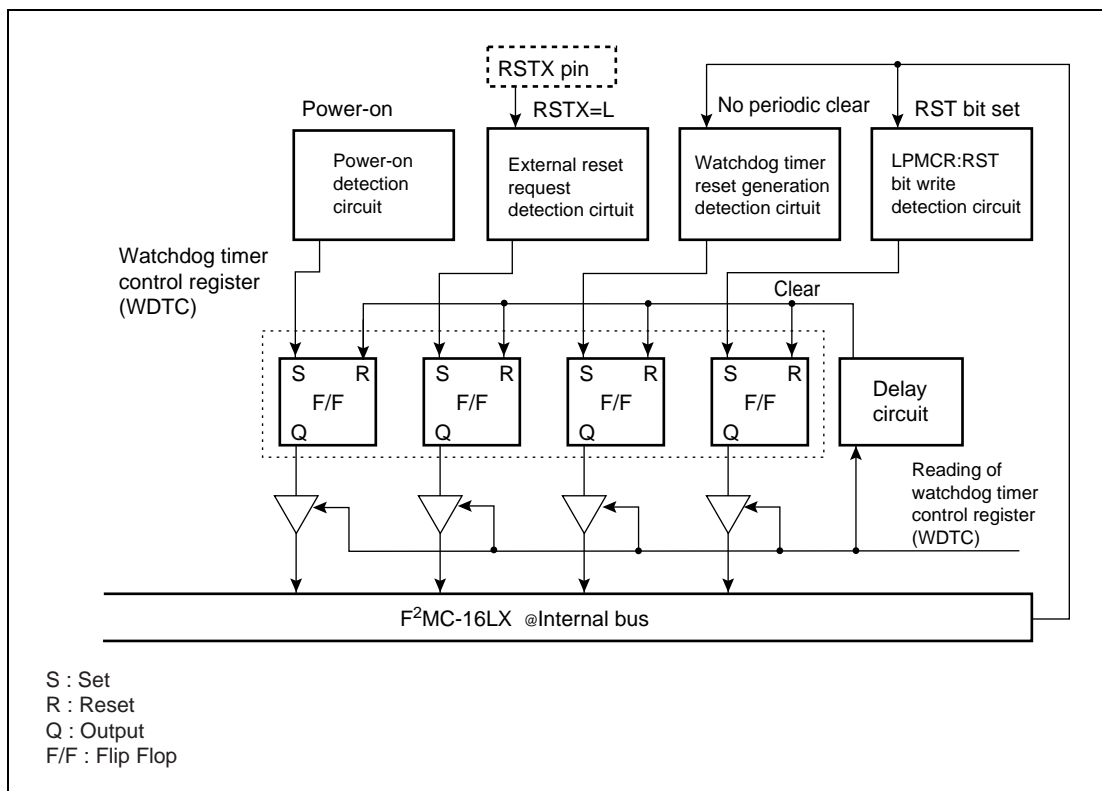 RSTX pin
Power-on
RSTX=L
No periodic clear
RST bit set
Power-on
detection
circuit
External reset
request
detection cirtuit
Watchdog timer
reset generation
detection cirtuit
LPMCR:RST
bit write
detection circuit
Watchdog timer
control register
(WDTC)
Clear
S R
F/F
Q
S R
F/F
Q
S R
F/F
Q
S R
F/F
Q
Delay
circuit
Reading of
watchdog timer
control register
(WDTC)
F²MC-16LX @Internal bus
S : Set
R : Reset
Q : Output
F/F : Flip Flop